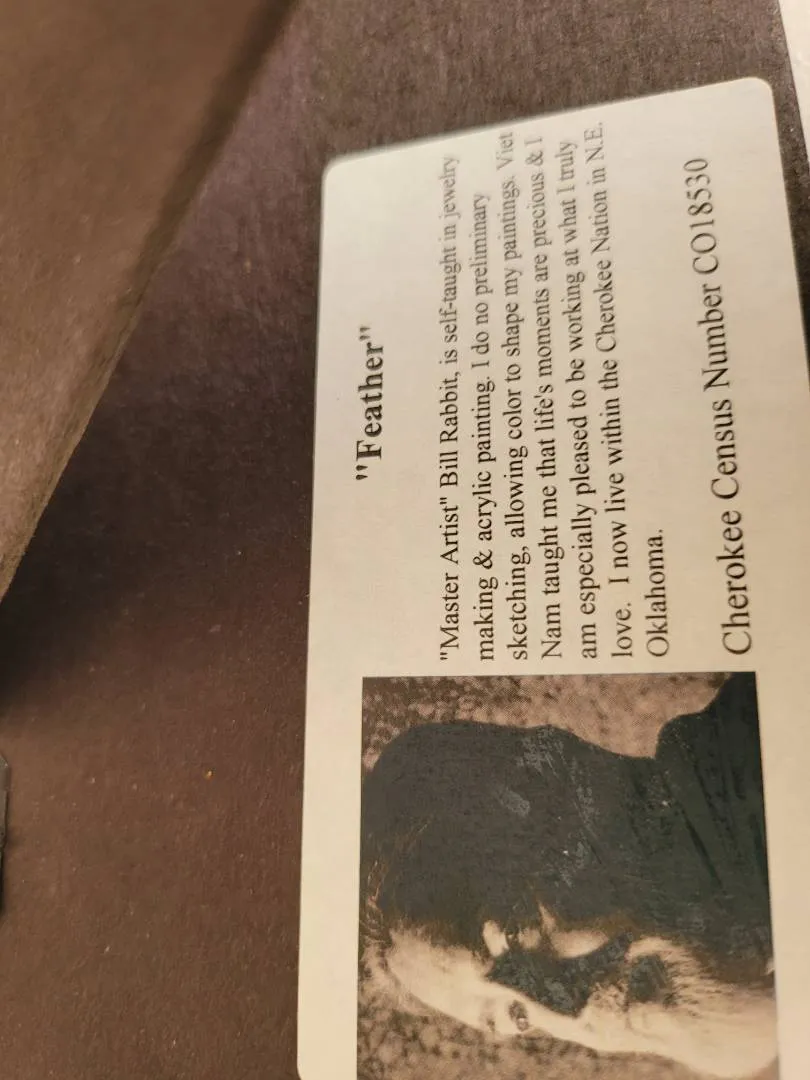 "Feather"
"Master Artist" Bill Rabbit, is self-taught in jewelry
making & acrylic painting. I do no preliminary
sketching, allowing color to shape my paintings. Viet
Nam taught me that life's moments are precious & I
am especially pleased to be working at what I truly
love. I now live within the Cherokee Nation in N.E.
Oklahoma.
Cherokee Census Number CO18530